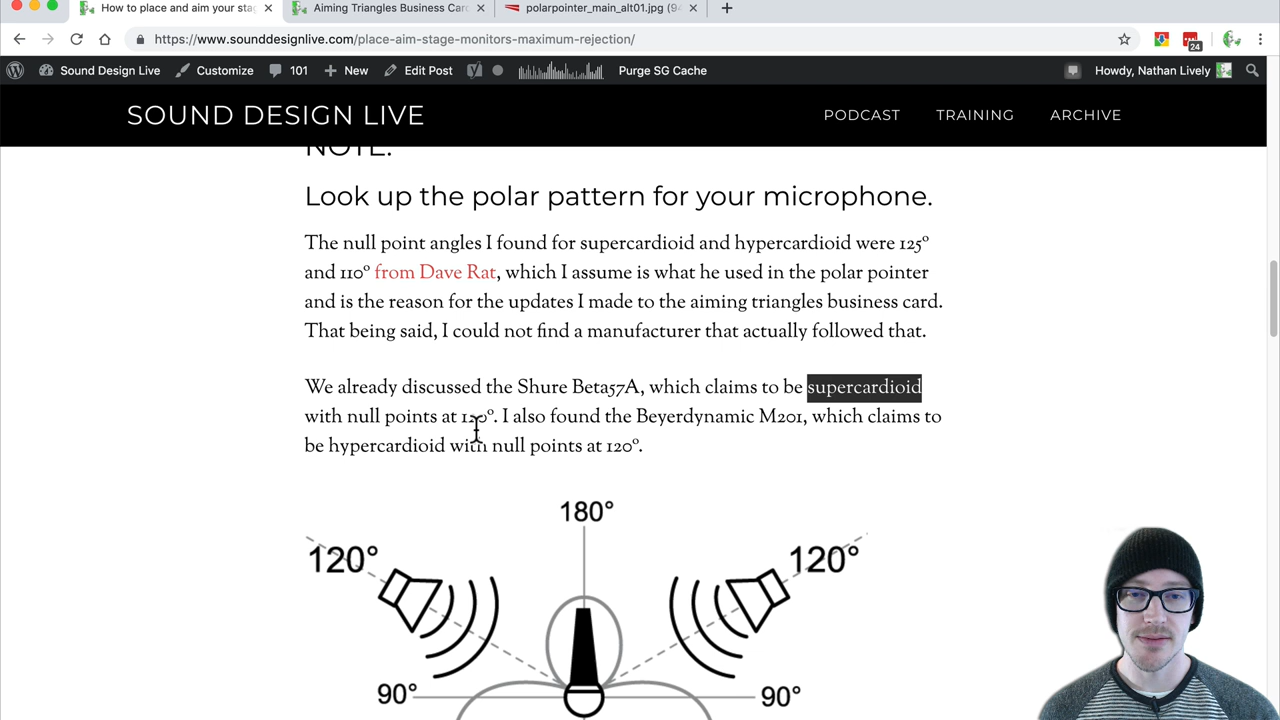 How to place and aim your stag
Aiming Triangles Business Card
polarpointer_main_alt01.jpg (94
https://www.sounddesignlive.com/place-aim-stage-monitors-maximum-rejection/
24
Sound Design Live
Customize
101
New
Edit Post
Purge SG Cache
Howdy, Nathan Lively
SOUND DESIGN LIVE
PODCAST
TRAINING
ARCHIVE
NOTE:
Look up the polar pattern for your microphone.
The null point angles I found for supercardioid and hypercardioid were 125°
and 110° from Dave Rat, which I assume is what he used in the polar pointer
and is the reason for the updates I made to the aiming triangles business card.
That being said, I could not find a manufacturer that actually followed that.
We already discussed the Shure Beta57A, which claims to be supercardioid
with null points at I also found the Beyerdynamic M201, which claims to
be hypercardioid with null points at 120°.
180°
120°
120°
90°
90°